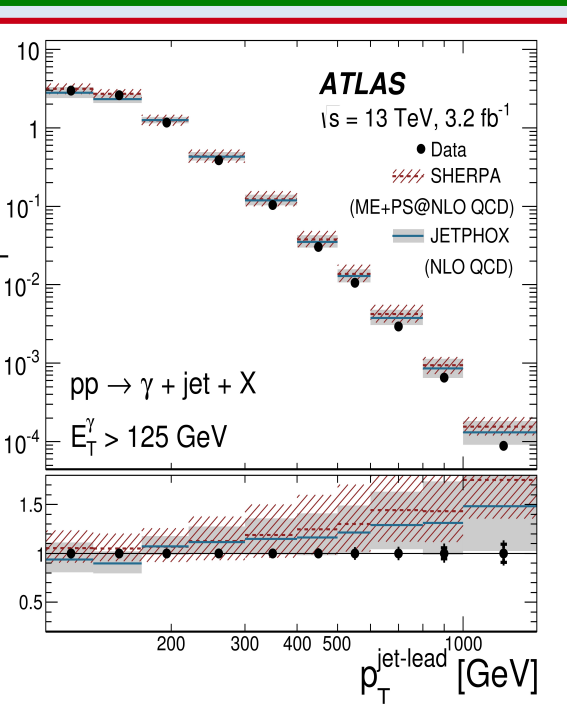 10
ATLAS
√s = 13 TeV, 3.2 fb⁻¹
1
Data
SHERPA
10⁻¹
(ME+PS@NLO QCD)
JETPHOX
(NLO QCD)
10⁻²
10⁻³
pp → γ + jet + X
E_T^γ > 125 GeV
10⁻⁴
1.5
1
0.5
200 300 400 500 1000
p_T^jet-lead [GeV]